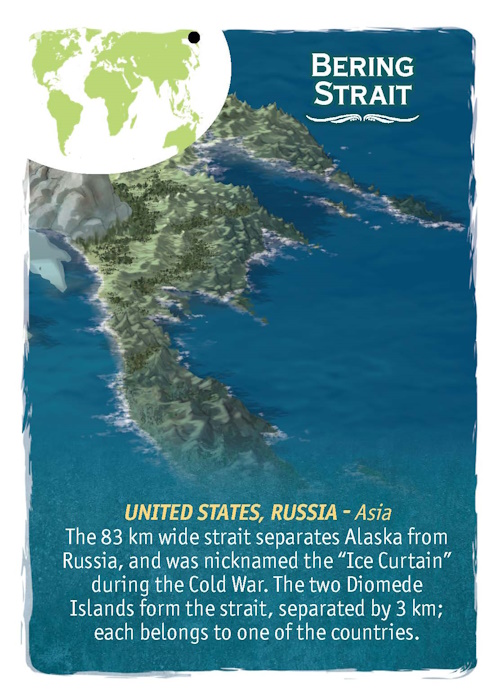 BERING
STRAIT
UNITED STATES, RUSSIA - Asia
The 83 km wide strait separates Alaska from
Russia, and was nicknamed the “Ice Curtain”
during the Cold War. The two Diomede
Islands form the strait, separated by 3 km;
each belongs to one of the countries.